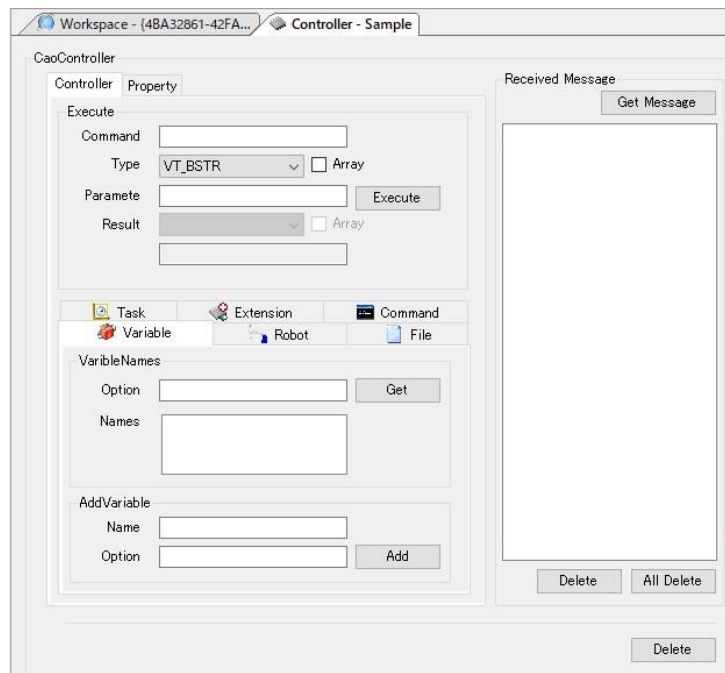 Workspace - {4BA32861-42FA...
Controller - Sample
CaoController
Controller
Property
Execute
Command
Type
VT_BSTR
Array
Paramete
Execute
Result
Array
Task
Extension
Command
Variable
Robot
File
VaribleNames
Option
Get
Names
AddVariable
Name
Option
Add
Received Message
Get Message
Delete
All Delete
Delete